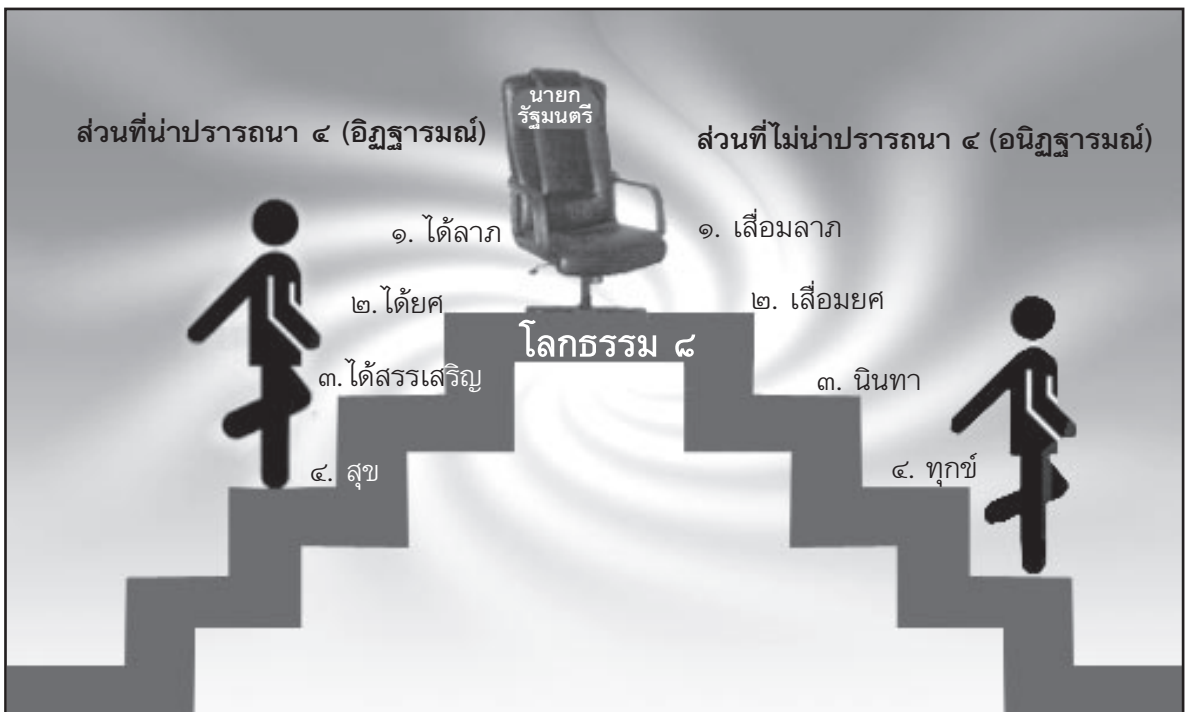 นายก
รัฐมนตรี
ส่วนที่น่าปรารถนา ๔ (อิฏฐารมณ์)
ส่วนที่ไม่น่าปรารถนา ๔ (อนิฏฐารมณ์)
๑. ได้ลาภ
๒. ได้ยศ
๓. ได้สรรเสริญ
๔. สุข
โลกธรรม ๘
๑. เสื่อมลาภ
๒. เสื่อมยศ
๓. นินทา
๔. ทุกข์